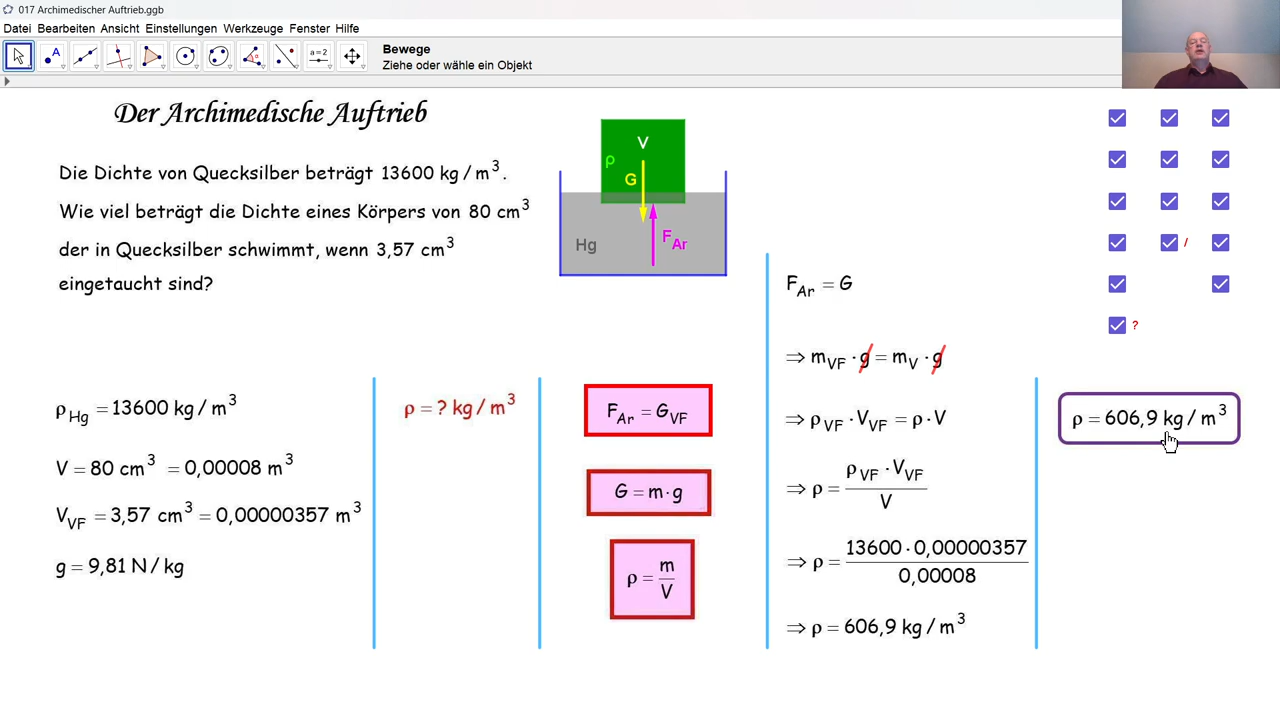 017 Archimedischer Auftrieb.ggb
Datei Bearbeiten Ansicht Einstellungen Werkzeuge Fenster Hilfe
A
a=2
Bewege
Ziehe oder wähle ein Objekt
Der Archimedische Auftrieb
Die Dichte von Quecksilber beträgt 13600 kg / m³.
Wie viel beträgt die Dichte eines Körpers von 80 cm³
der in Quecksilber schwimmt, wenn 3,57 cm³
eingetaucht sind?
V
ρ
G
Hg
F_Ar
/
?
ρ_Hg = 13600 kg / m³
V = 80 cm³ = 0,00008 m³
V_VF = 3,57 cm³ = 0,00000357 m³
g = 9,81 N / kg
ρ = ? kg / m³
F_Ar = G_VF
G = m · g
ρ = m / V
F_Ar = G
⇒ m_VF · g = m_V · g
⇒ ρ_VF · V_VF = ρ · V
⇒ ρ = ρ_VF · V_VF / V
⇒ ρ = 13600 · 0,00000357 / 0,00008
⇒ ρ = 606,9 kg / m³
ρ = 606,9 kg / m³